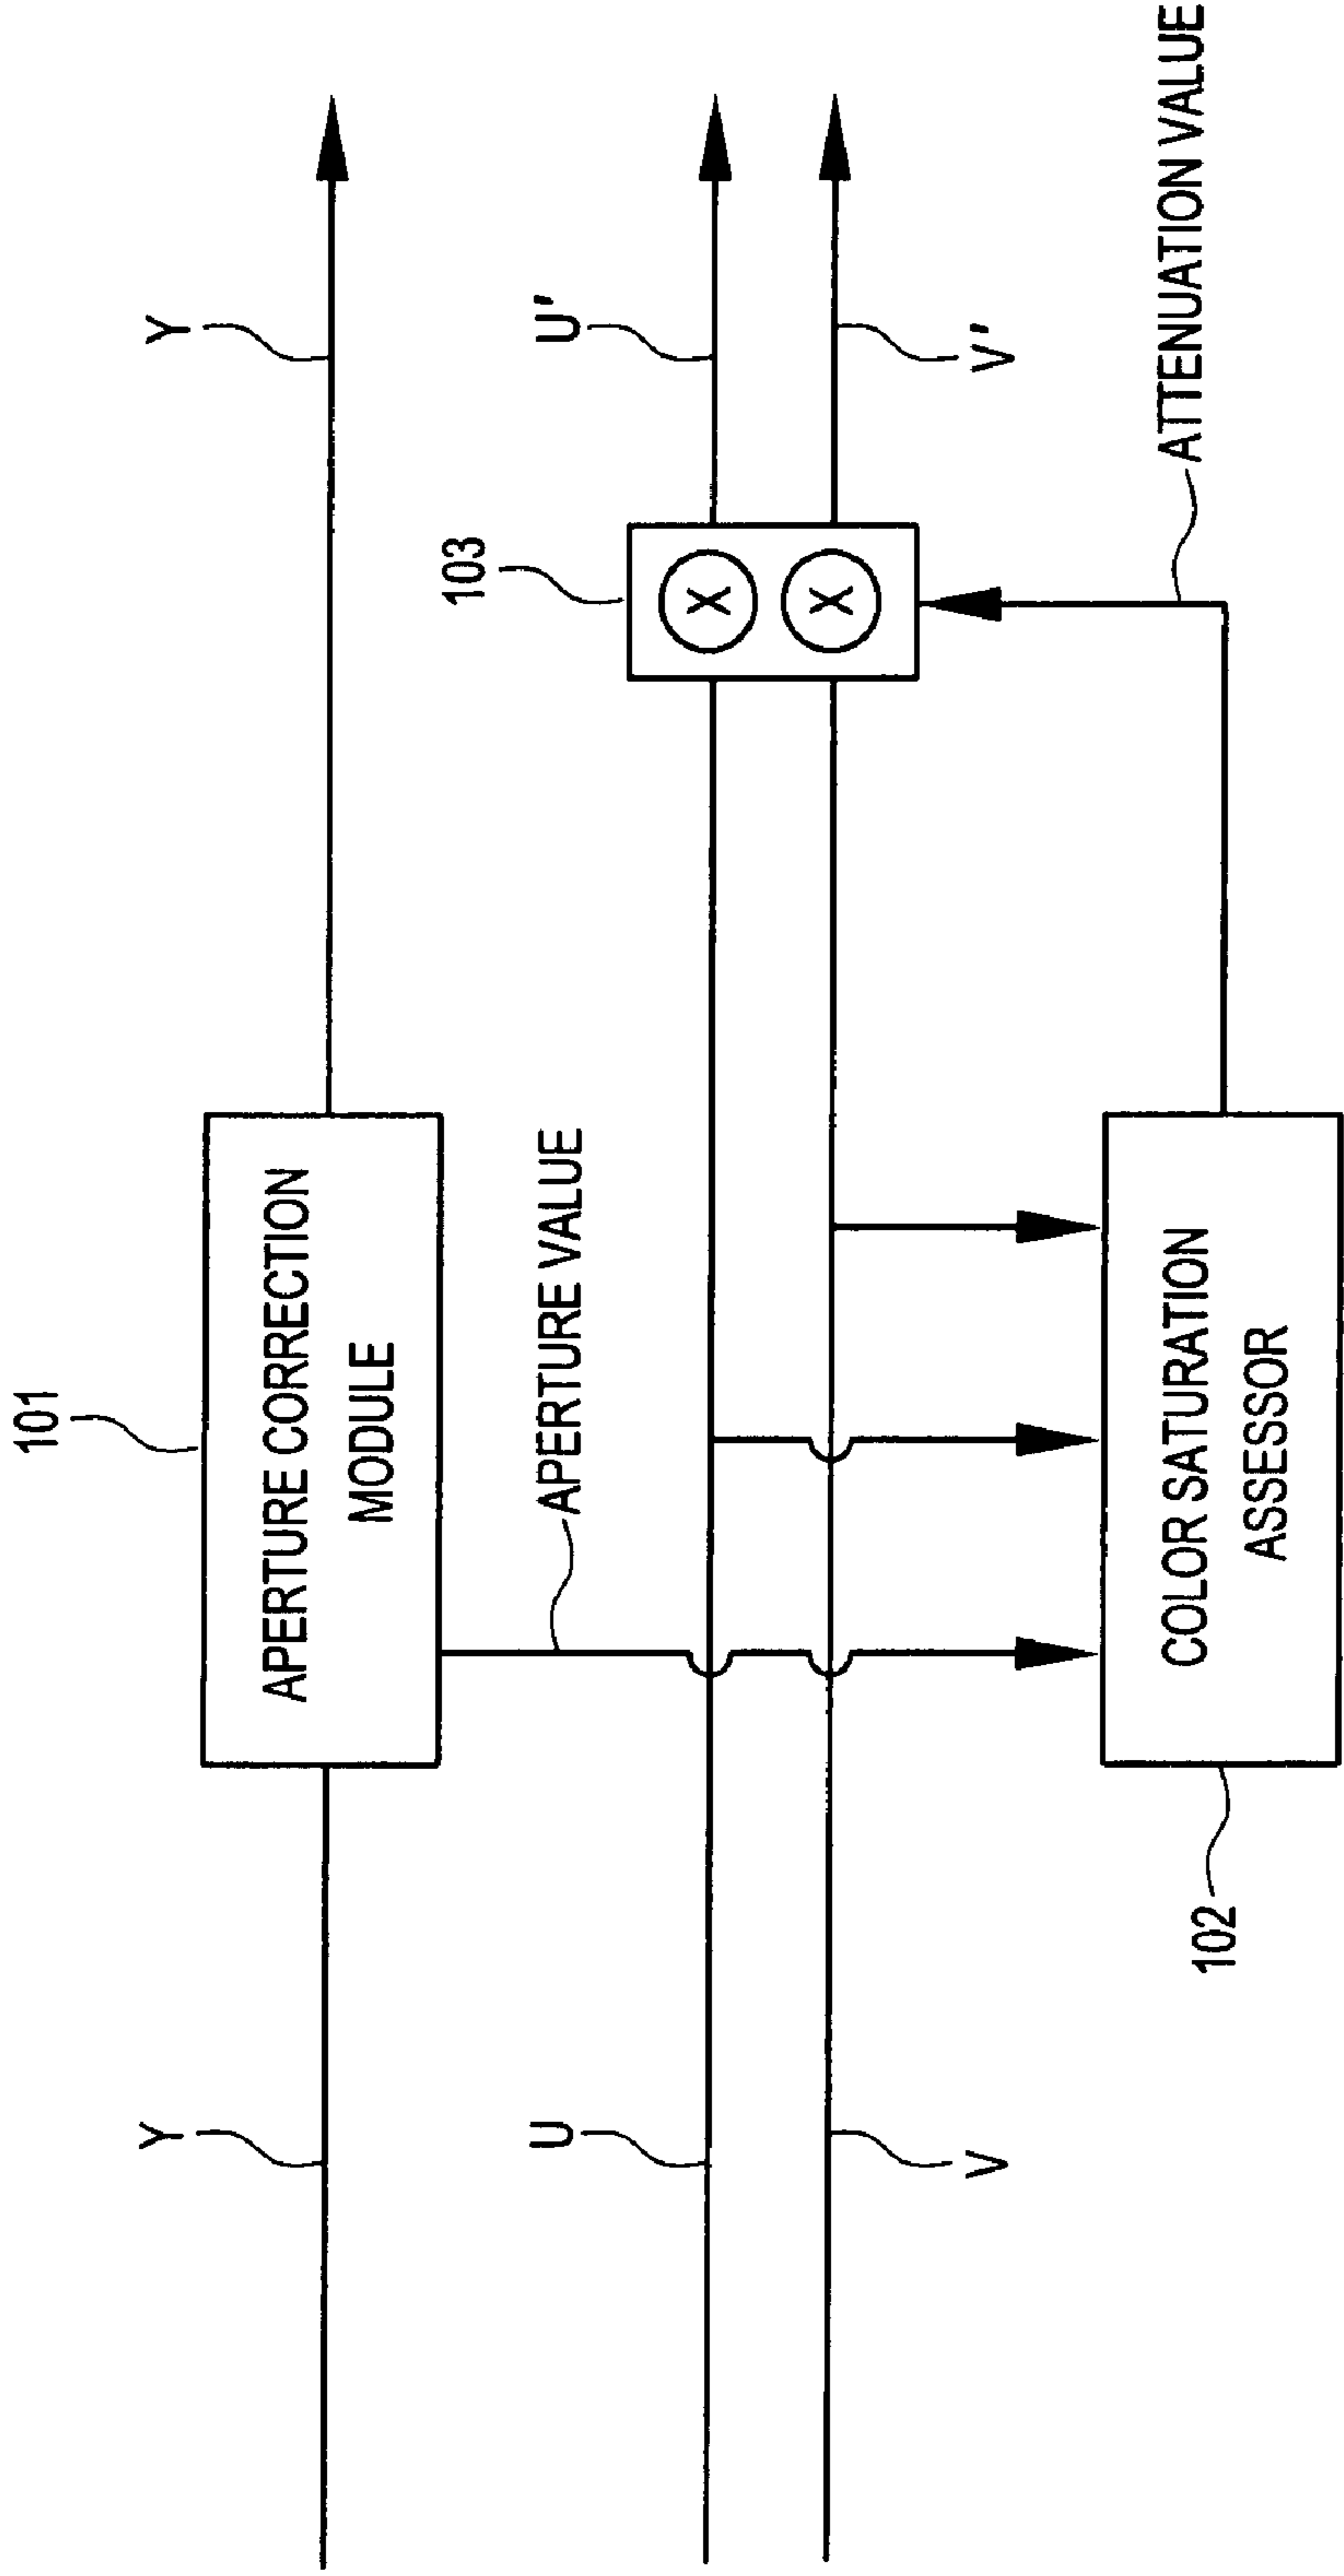 101
Y
APERTURE CORRECTION
MODULE
Y
APERTURE VALUE
103
U
U'
X
X
V
V'
102
COLOR SATURATION
ASSESSOR
ATTENUATION VALUE